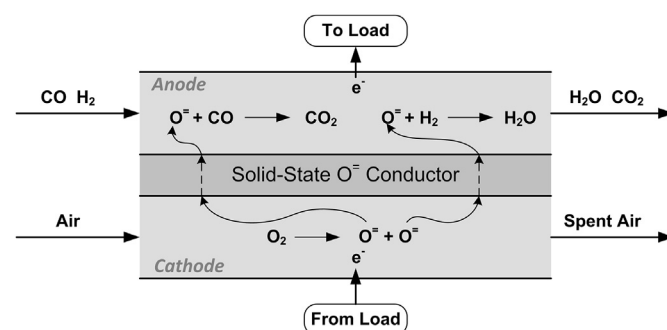 To Load
Anode
e-
CO H₂
H₂O CO₂
O⁼ + CO → CO₂
O⁼ + H₂ → H₂O
Solid-State O⁼ Conductor
Air
Spent Air
O₂ → O⁼ + O⁼
e-
Cathode
From Load